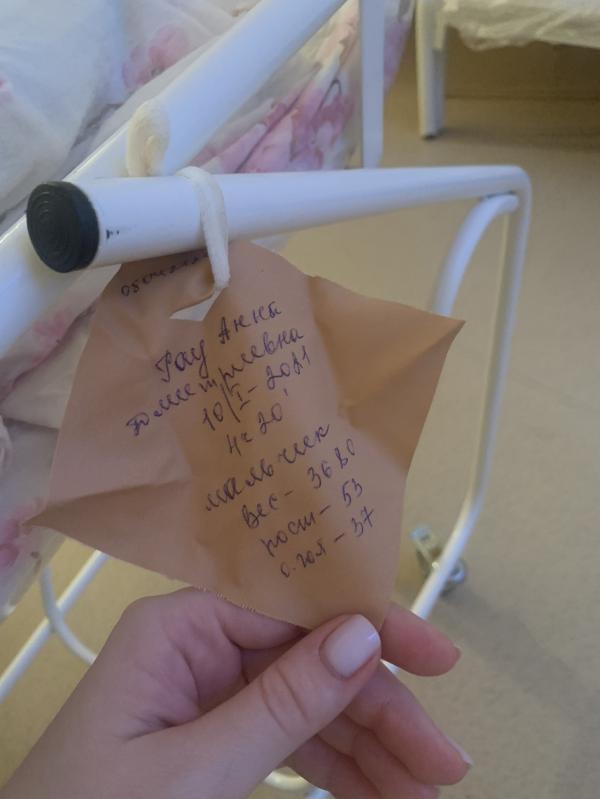 Рау Анна
Дмитриевна
10/I-2021
4ч 20'
мальчик
вес- 3680
рост- 53
о.гол- 37